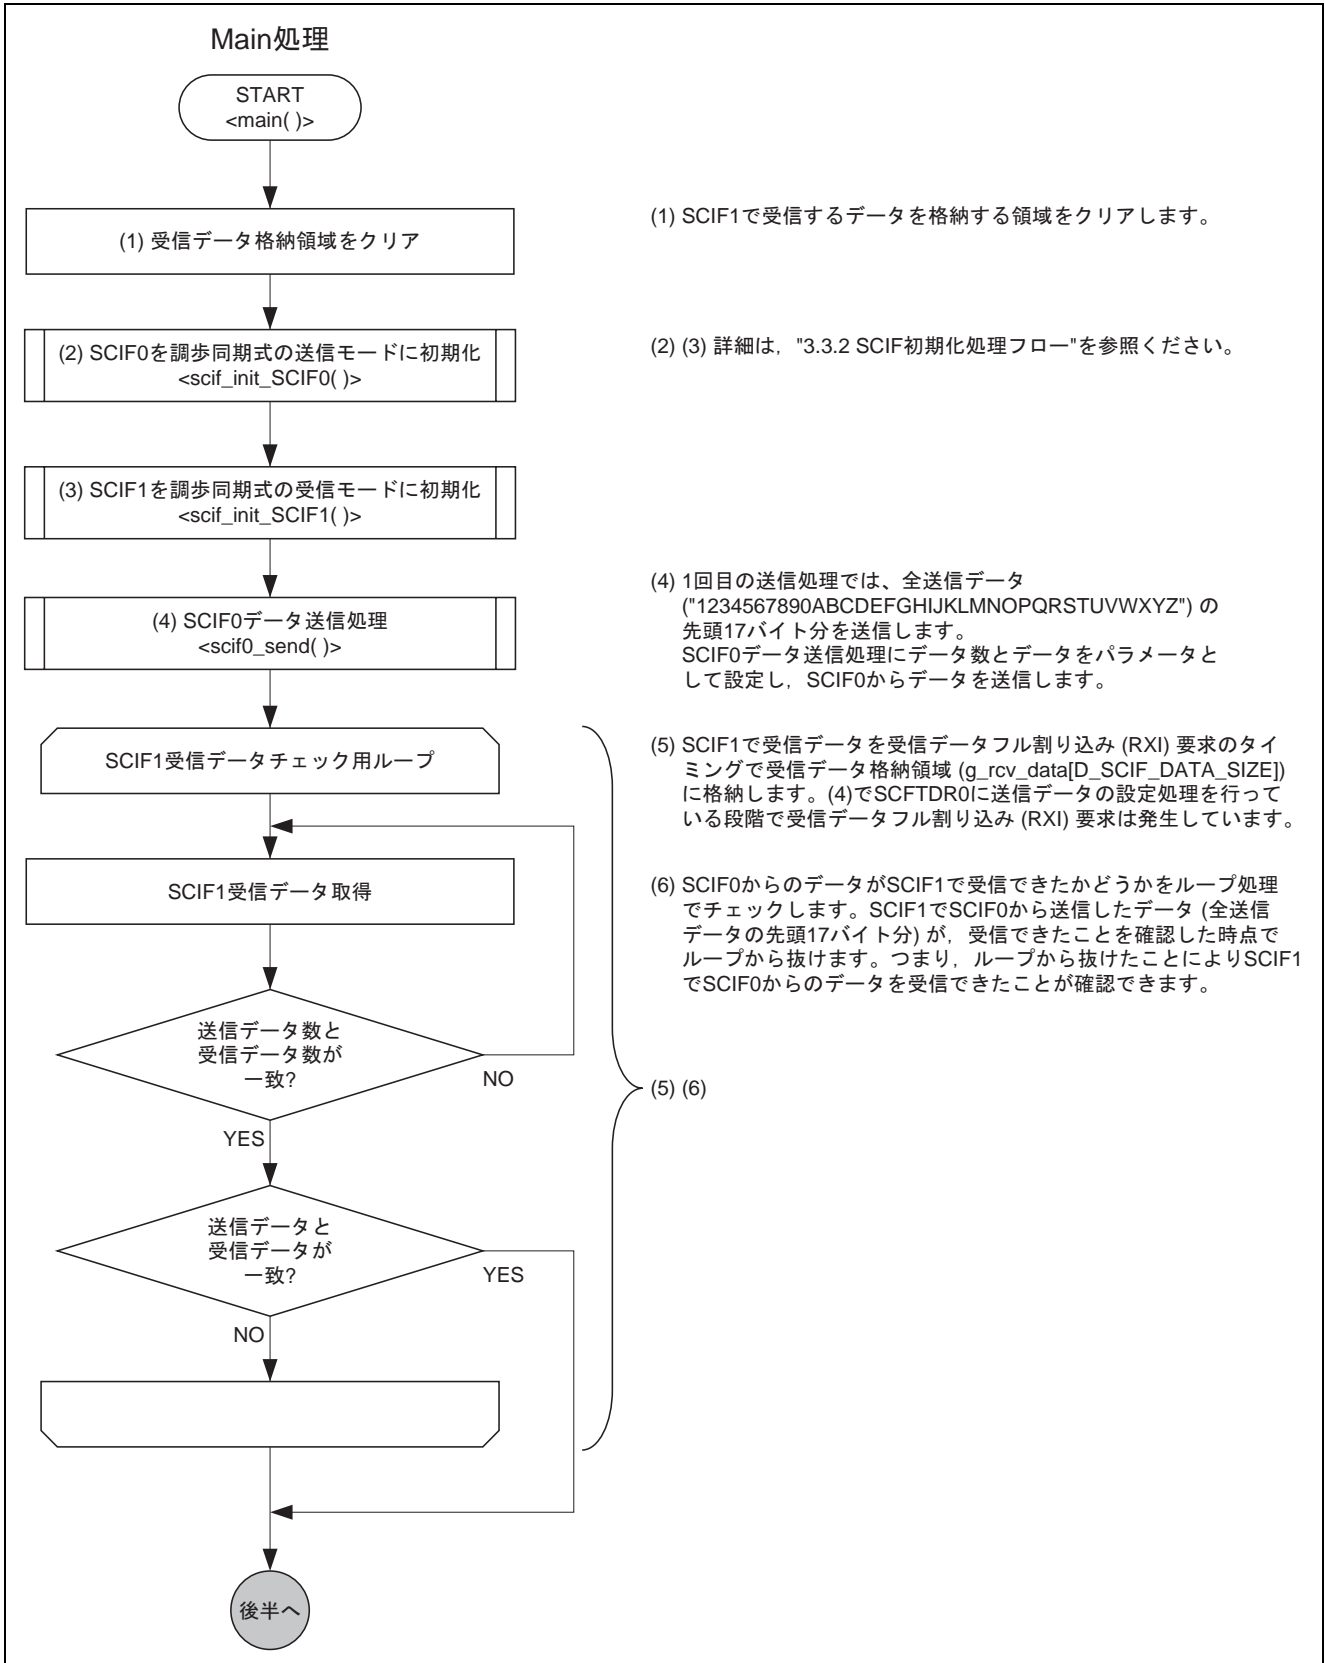 Main処理
START
<main( )>
(1) 受信データ格納領域をクリア
(1) SCIF1で受信するデータを格納する領域をクリアします。
(2) SCIF0を調歩同期式の送信モードに初期化
<scif_init_SCIF0( )>
(2) (3) 詳細は，"3.3.2 SCIF初期化処理フロー"を参照ください。
(3) SCIF1を調歩同期式の受信モードに初期化
<scif_init_SCIF1( )>
(4) SCIF0データ送信処理
<scif0_send( )>
(4) 1回目の送信処理では、全送信データ
("1234567890ABCDEFGHIJKLMNOPQRSTUVWXYZ") の
先頭17バイト分を送信します。
SCIF0データ送信処理にデータ数とデータをパラメータと
して設定し，SCIF0からデータを送信します。
SCIF1受信データチェック用ループ
(5) SCIF1で受信データを受信データフル割り込み (RXI) 要求のタイ
ミングで受信データ格納領域 (g_rcv_data[D_SCIF_DATA_SIZE])
に格納します。(4)でSCFTDR0に送信データの設定処理を行って
いる段階で受信データフル割り込み (RXI) 要求は発生しています。
SCIF1受信データ取得
(6) SCIF0からのデータがSCIF1で受信できたかどうかをループ処理
でチェックします。SCIF1でSCIF0から送信したデータ (全送信
データの先頭17バイト分) が，受信できたことを確認した時点で
ループから抜けます。つまり，ループから抜けたことによりSCIF1
でSCIF0からのデータを受信できたことが確認できます。
送信データ数と
受信データ数が
一致?
NO
(5) (6)
YES
送信データと
受信データが
一致?
YES
NO
後半へ